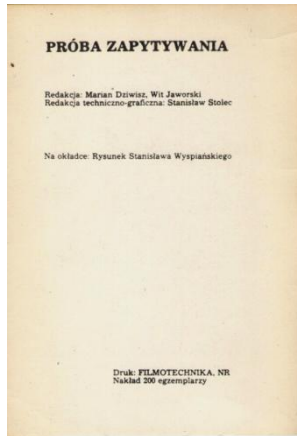 PRÓBA ZAPYTYWANIA
Redakcja: Marian Dziwisz, Wit Jaworski
Redakcja techniczno-graficzna: Stanisław Stolec
Na okładce: Rysunek Stanisława Wyspiańskiego
Druk: FILMOTECHNIKA, NR
Nakład 200 egzemplarzy